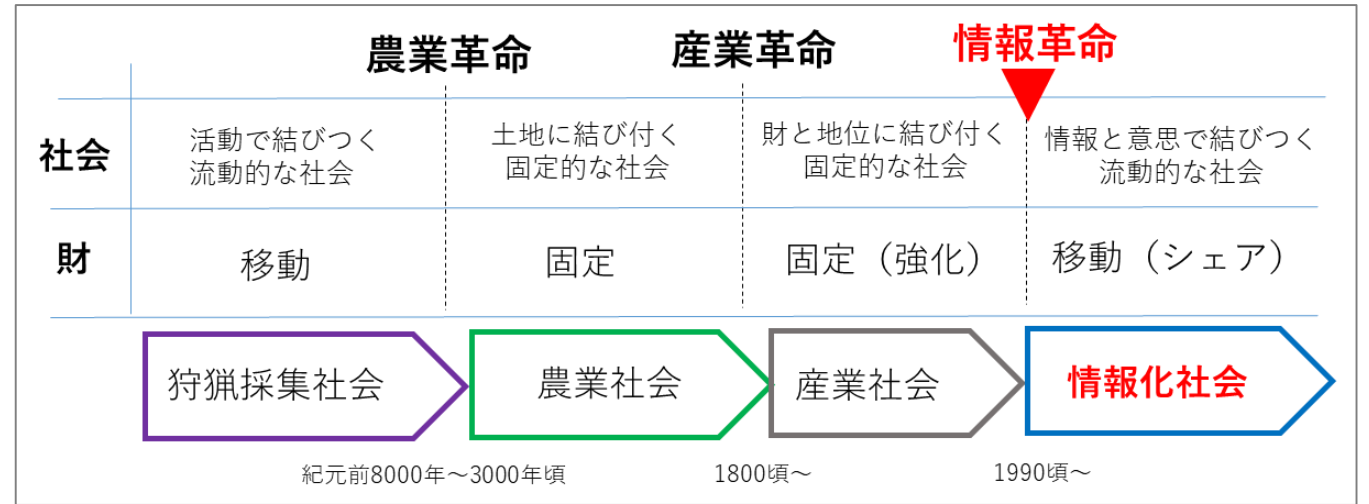 農業革命
産業革命
情報革命
社会
活動で結びつく
流動的な社会
土地に結び付く
固定的な社会
財と地位に結び付く
固定的な社会
情報と意思で結びつく
流動的な社会
財
移動
固定
固定（強化）
移動（シェア）
狩猟採集社会
農業社会
産業社会
情報化社会
紀元前8000年～3000年頃
1800頃～
1990頃～